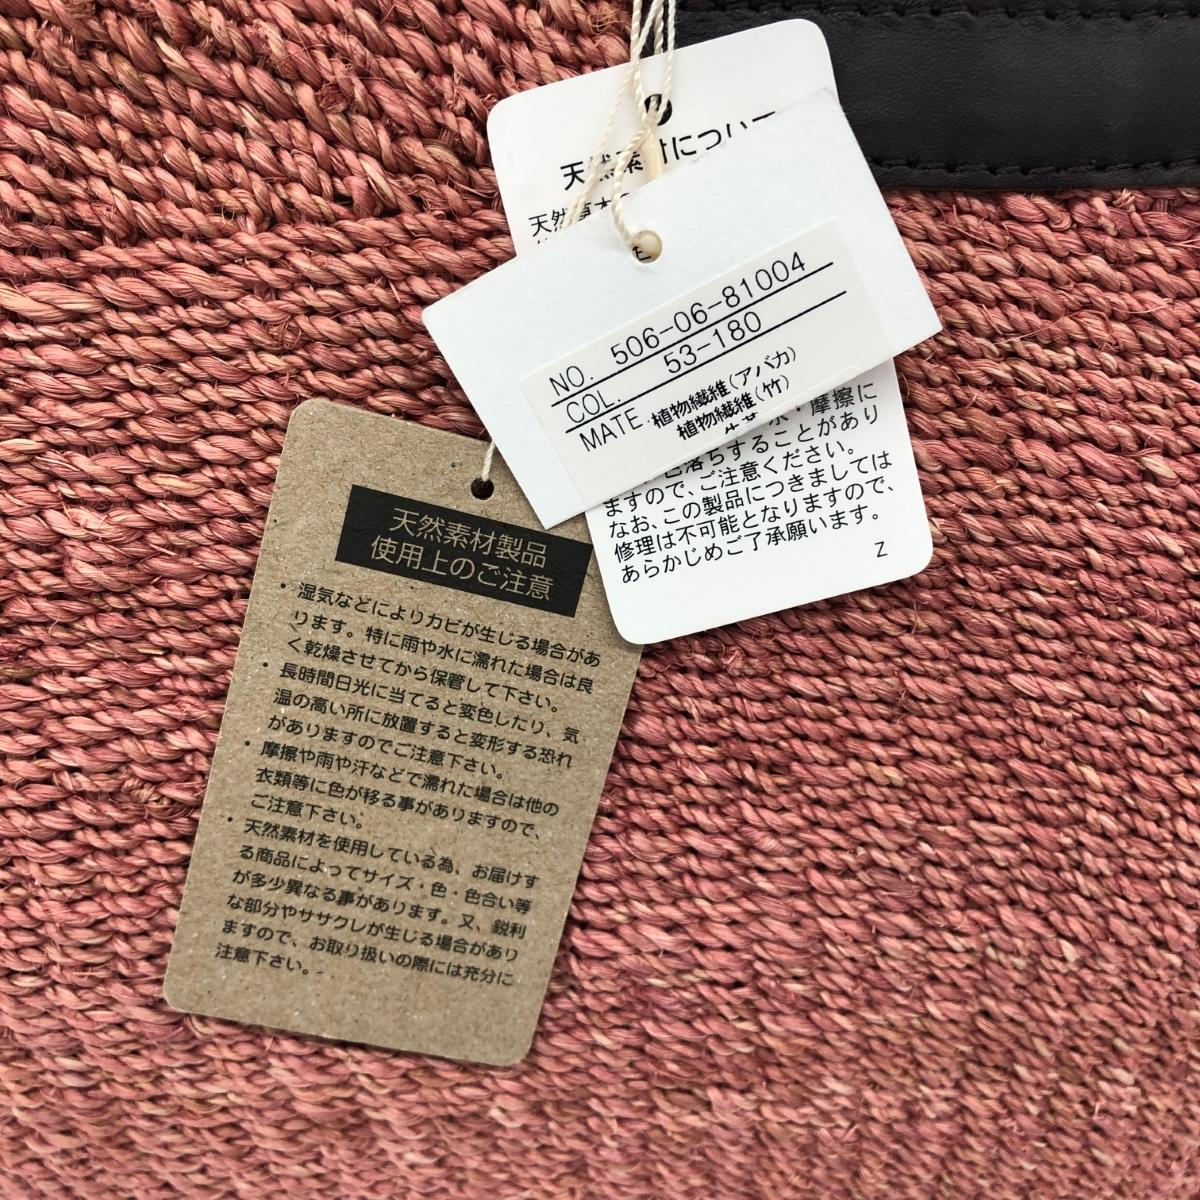 天然素材について
NO. 506-06-81004
COL. 53-180
MATE 植物繊維(アバカ)
植物繊維(竹)
・摩擦に
色落ちすることがあり
ますので、ご注意ください。
なお、この製品につきましては
修理は不可能となりますので、
あらかじめご了承願います。
Z
天然素材製品
使用上のご注意
・湿気などによりカビが生じる場合があ
ります。特に雨や水に濡れた場合は良
く乾燥させてから保管して下さい。
・長時間日光に当てると変色したり、気
温の高い所に放置すると変形する恐れ
がありますのでご注意下さい。
・摩擦や雨や汗などで濡れた場合は他の
衣類等に色が移る事がありますので、
ご注意下さい。
・天然素材を使用している為、お届けす
る商品によってサイズ・色・色合い等
が多少異なる事があります。又、鋭利
な部分やササクレが生じる場合があり
ますので、お取り扱いの際には充分に
注意下さい。